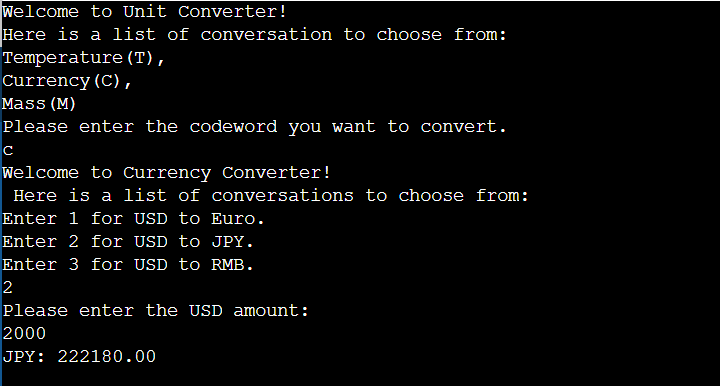 Welcome to Unit Converter!
Here is a list of conversation to choose from:
Temperature(T),
Currency(C),
Mass(M)
Please enter the codeword you want to convert.
c
Welcome to Currency Converter!
 Here is a list of conversations to choose from:
Enter 1 for USD to Euro.
Enter 2 for USD to JPY.
Enter 3 for USD to RMB.
2
Please enter the USD amount:
2000
JPY: 222180.00